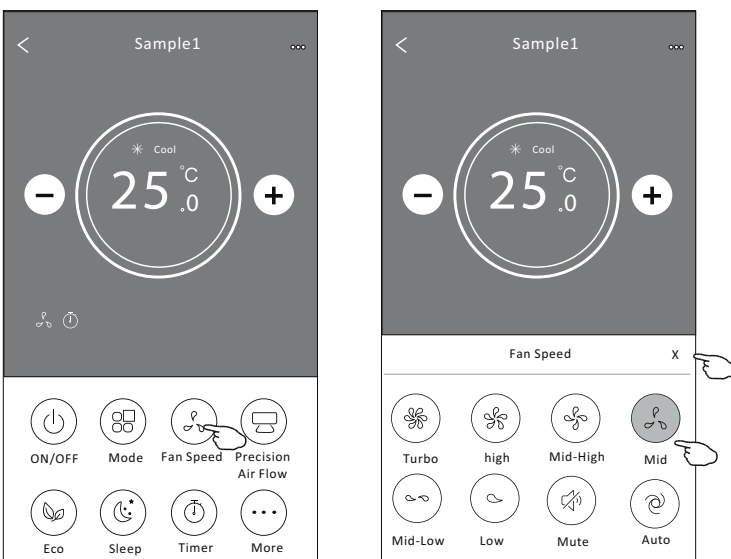 Sample1
Cool
25.0 °C
ON/OFF
Mode
Fan Speed
Precision
Air Flow
Eco
Sleep
Timer
More
Sample1
Cool
25.0 °C
Fan Speed X
Turbo
high
Mid-High
Mid
Mid-Low
Low
Mute
Auto